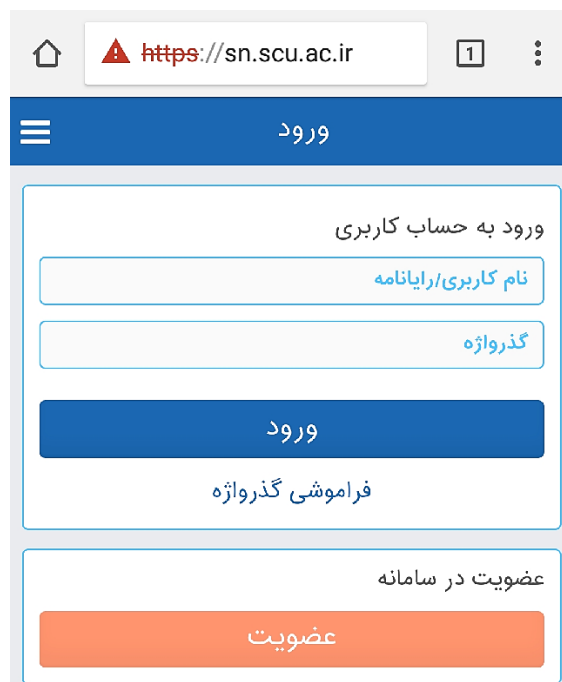 https://sn.scu.ac.ir
1
ورود
ورود به حساب کاربری
نام کاربری/رایانامه
گذرواژه
ورود
فراموشی گذرواژه
عضویت در سامانه
عضویت